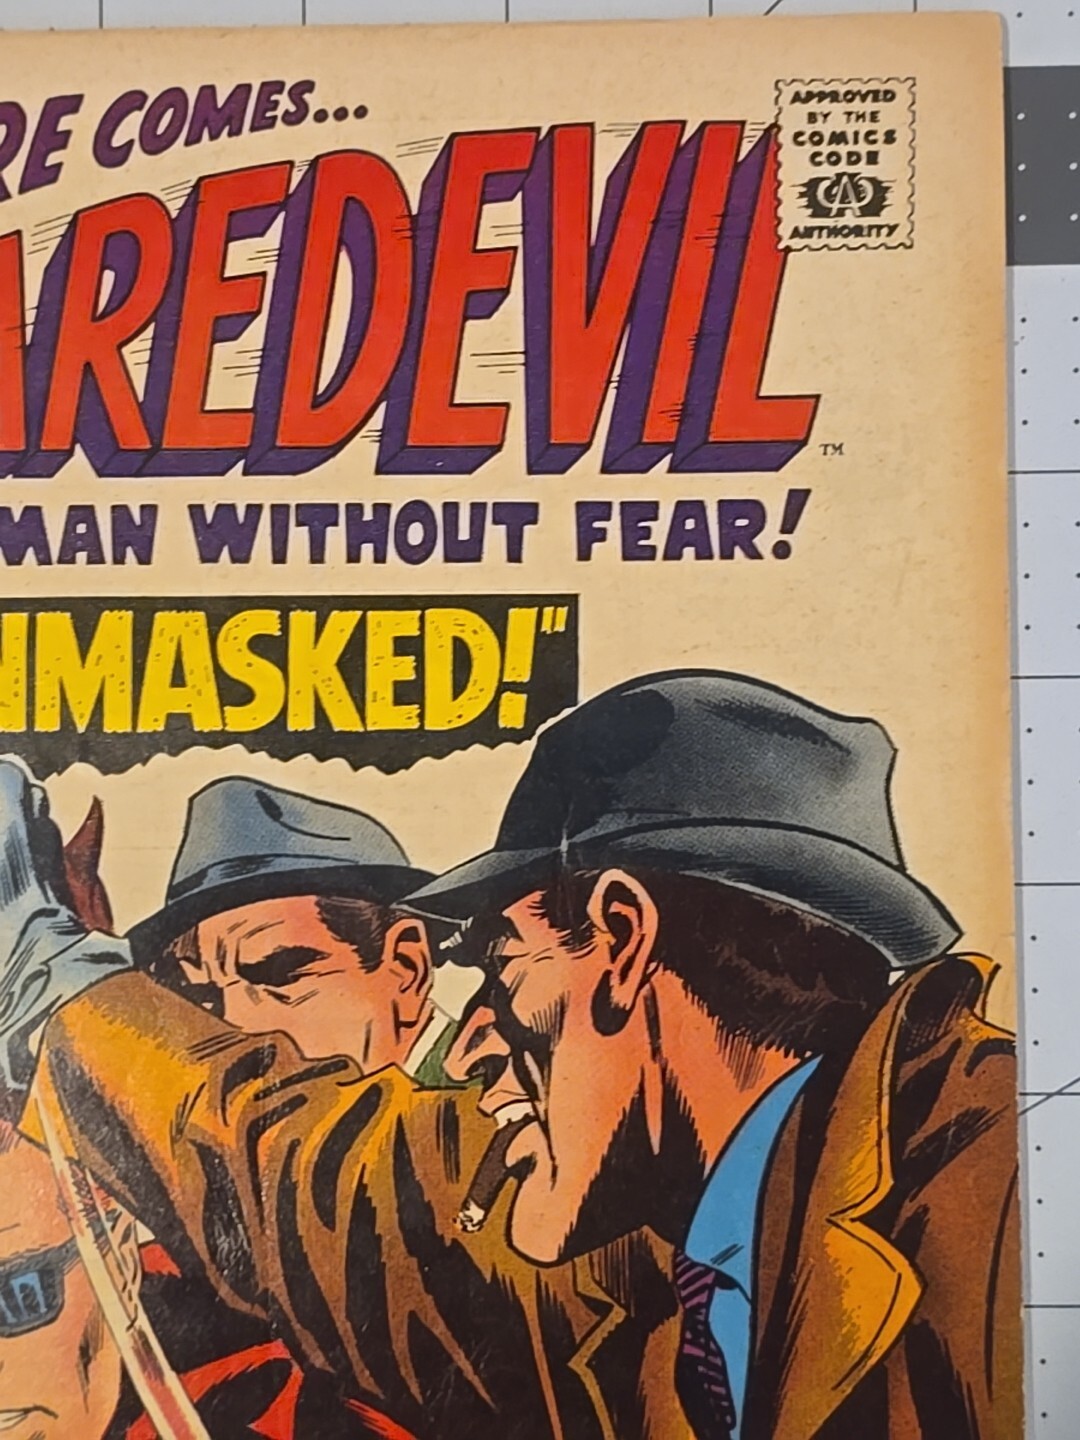 RE COMES...
APPROVED
BY THE
COMICS
CODE
CA
AUTHORITY
AREDEVIL
TM
MAN WITHOUT FEAR!
NMASKED!"